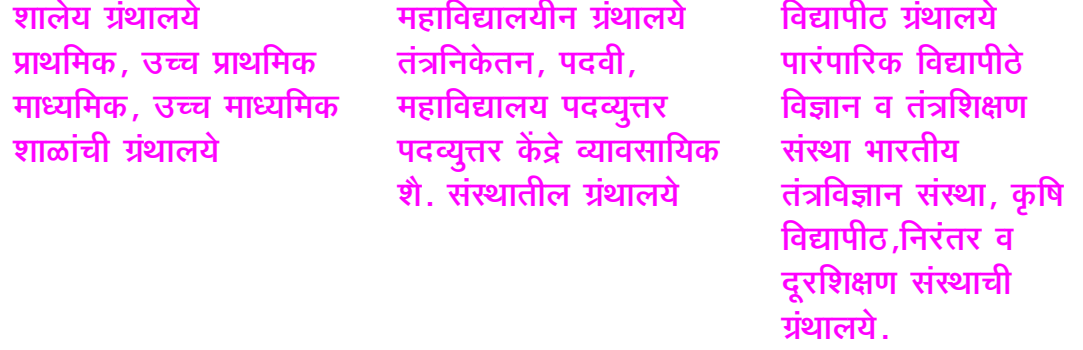 शालेय ग्रंथालये
प्राथमिक, उच्च प्राथमिक
माध्यमिक, उच्च माध्यमिक
शाळांची ग्रंथालये
महाविद्यालयीन ग्रंथालये
तंत्रनिकेतन, पदवी,
महाविद्यालय पदव्युत्तर
पदव्युत्तर केंद्रे व्यावसायिक
शै. संस्थातील ग्रंथालये
विद्यापीठ ग्रंथालये
पारंपारिक विद्यापीठे
विज्ञान व तंत्रशिक्षण
संस्था भारतीय
तंत्रविज्ञान संस्था, कृषि
विद्यापीठ,निरंतर व
दूरशिक्षण संस्थाची
ग्रंथालये.